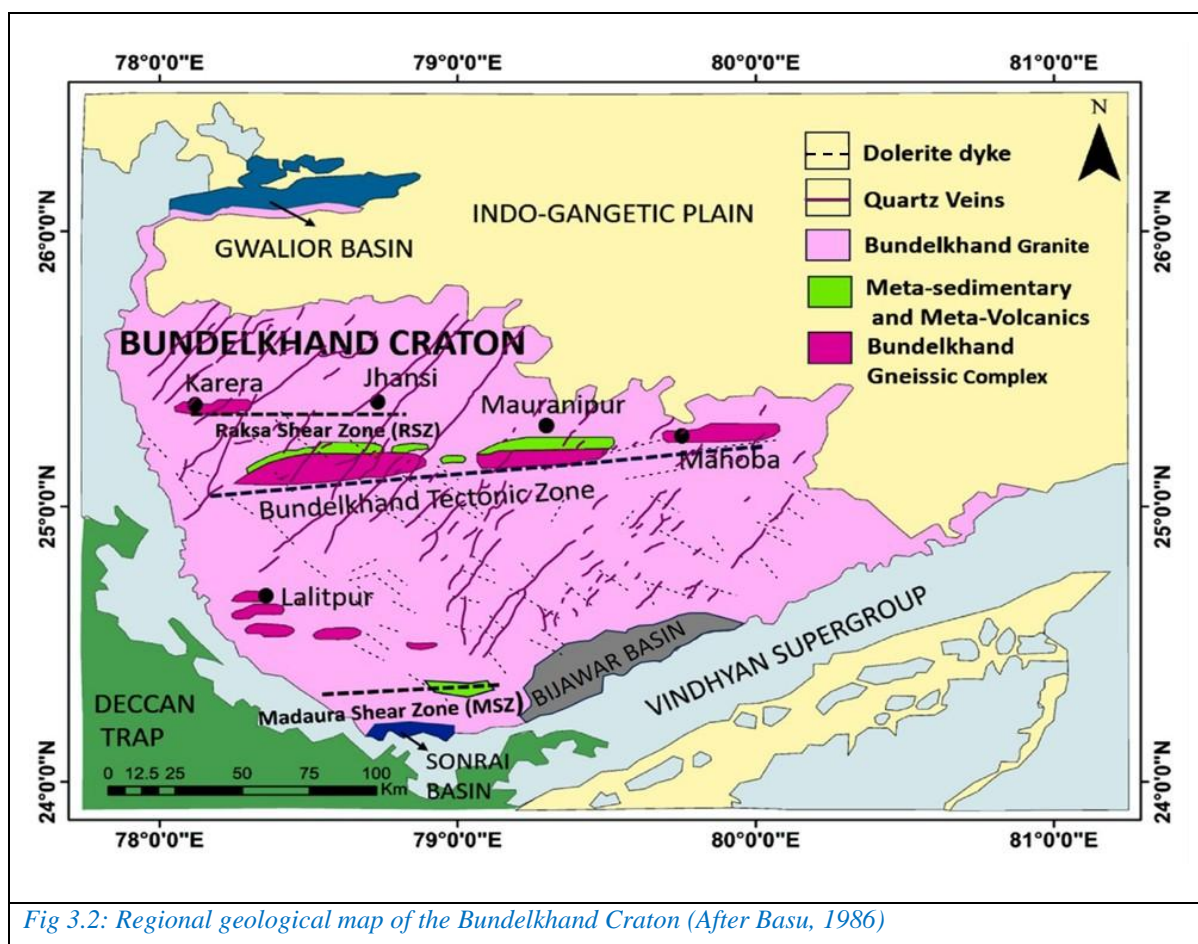 78°0'0"E 79°0'0"E 80°0'0"E 81°0'0"E
N
26°0'0"N
25°0'0"N
24°0'0"N
26°0'0"N
25°0'0"N
24°0'0"N
Dolerite dyke
Quartz Veins
Bundelkhand Granite
Meta-sedimentary
and Meta-Volcanics
Bundelkhand
Gneissic Complex
INDO-GANGETIC PLAIN
GWALIOR BASIN
BUNDELKHAND CRATON
Karera
Jhansi
Mauranipur
Raksa Shear Zone (RSZ)
Mahoba
Bundelkhand Tectonic Zone
Lalitpur
BIJAWAR BASIN
VINDHYAN SUPERGROUP
DECCAN
TRAP
Madaura Shear Zone (MSZ)
SONRAI
BASIN
0 12.5 25 50 75 100
Km
78°0'0"E 79°0'0"E 80°0'0"E 81°0'0"E
Fig 3.2: Regional geological map of the Bundelkhand Craton (After Basu, 1986)